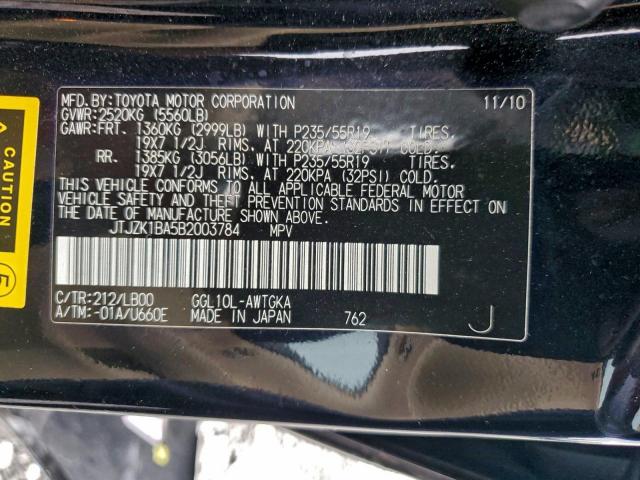 MFD. BY: TOYOTA MOTOR CORPORATION 11/10
GVWR: 2520KG (5560LB)
GAWR: FRT. 1360KG (2999LB) WITH P235/55R19 TIRES,
19X7 1/2J RIMS, AT 220KPA (32PSI) COLD.
RR. 1385KG (3056LB) WITH P235/55R19 TIRES,
19X7 1/2J RIMS, AT 220KPA (32PSI) COLD.
THIS VEHICLE CONFORMS TO ALL APPLICABLE FEDERAL MOTOR
VEHICLE SAFETY AND THEFT PREVENTION STANDARDS IN EFFECT ON
THE DATE OF MANUFACTURE SHOWN ABOVE.
JTJZK1BA5B2003784 MPV
C/TR: 212/LB00 GGL10L-AWTGKA
A/TM: -01A/U660E MADE IN JAPAN 762 J
CAUTION